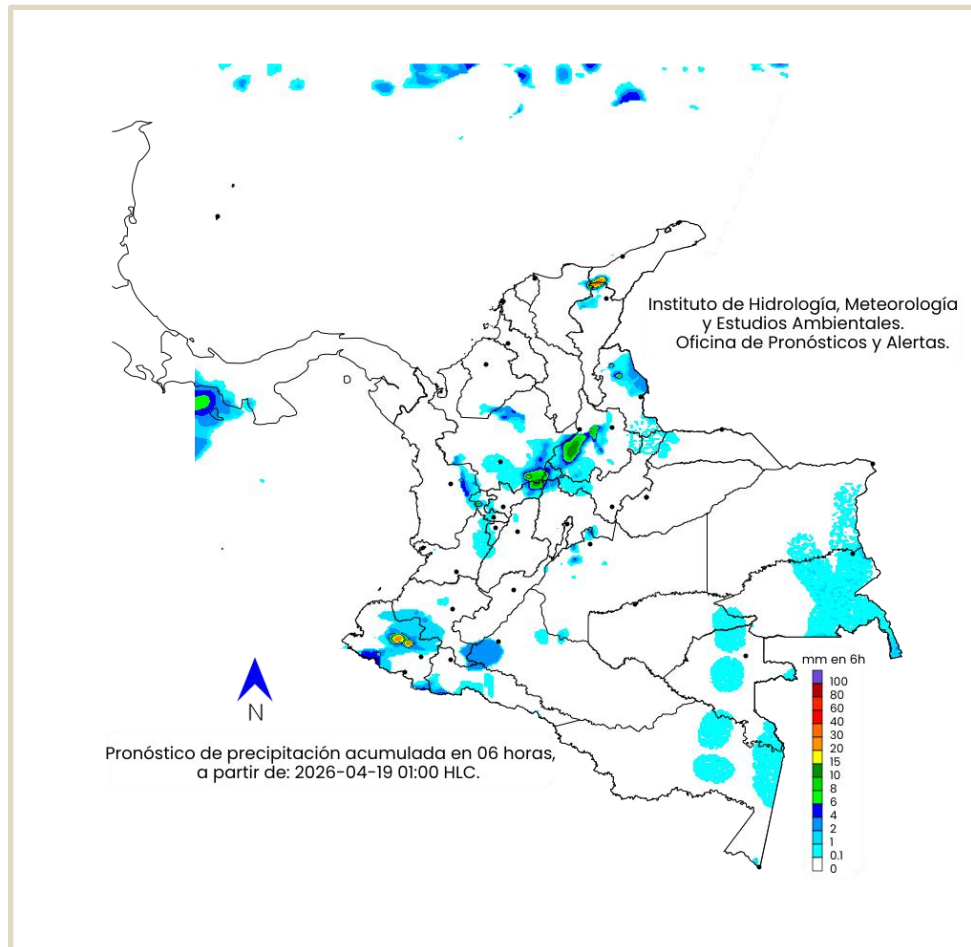 Instituto de Hidrología, Meteorología
y Estudios Ambientales.
Oficina de Pronósticos y Alertas.
mm en 6h
100
80
60
40
30
20
15
10
8
6
4
2
1
0.1
0
N
Pronóstico de precipitación acumulada en 06 horas,
a partir de: 2026-04-19 01:00 HLC.